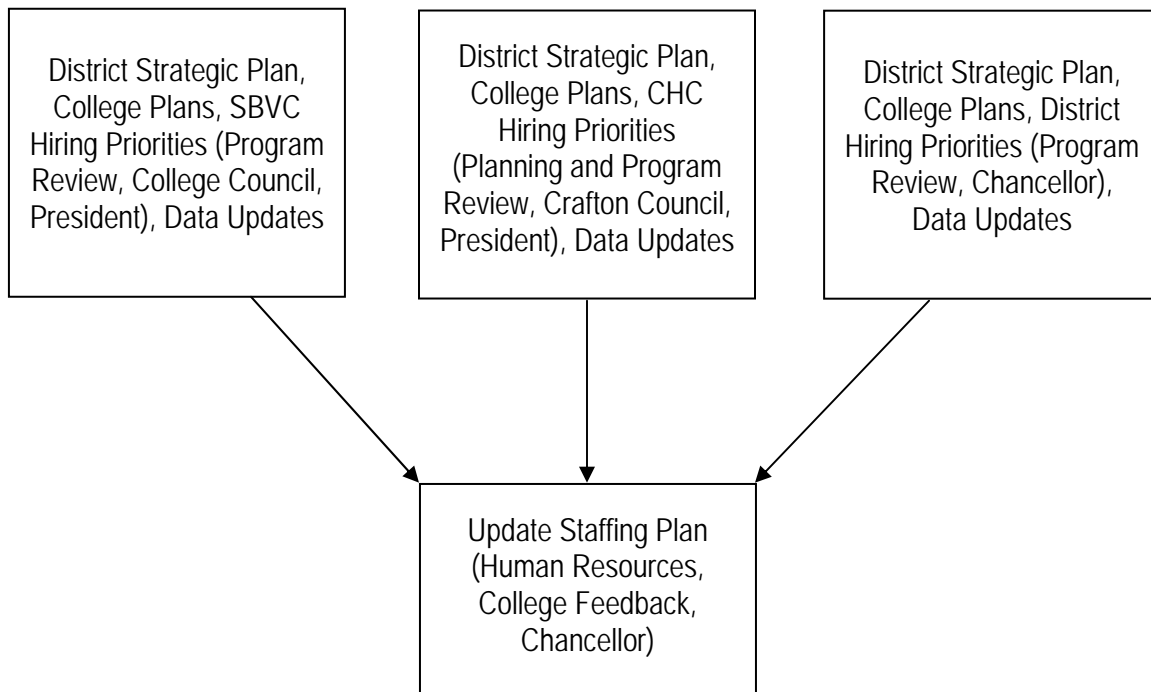 District Strategic Plan,
College Plans, SBVC
Hiring Priorities (Program
Review, College Council,
President), Data Updates
District Strategic Plan,
College Plans, CHC
Hiring Priorities
(Planning and Program
Review, Crafton Council,
President), Data Updates
District Strategic Plan,
College Plans, District
Hiring Priorities (Program
Review, Chancellor),
Data Updates
Update Staffing Plan
(Human Resources,
College Feedback,
Chancellor)